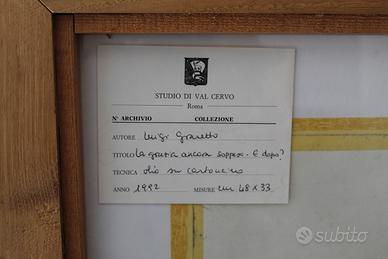 STUDIO DI VAL CERVO
Roma
N° ARCHIVIO COLLEZIONE
AUTORE Luigi Granetto
TITOLO La grazia ancora sospesa. E dopo?
TECNICA olio su cartoncino
ANNO 1992 MISURE cm 48 x 33
subito